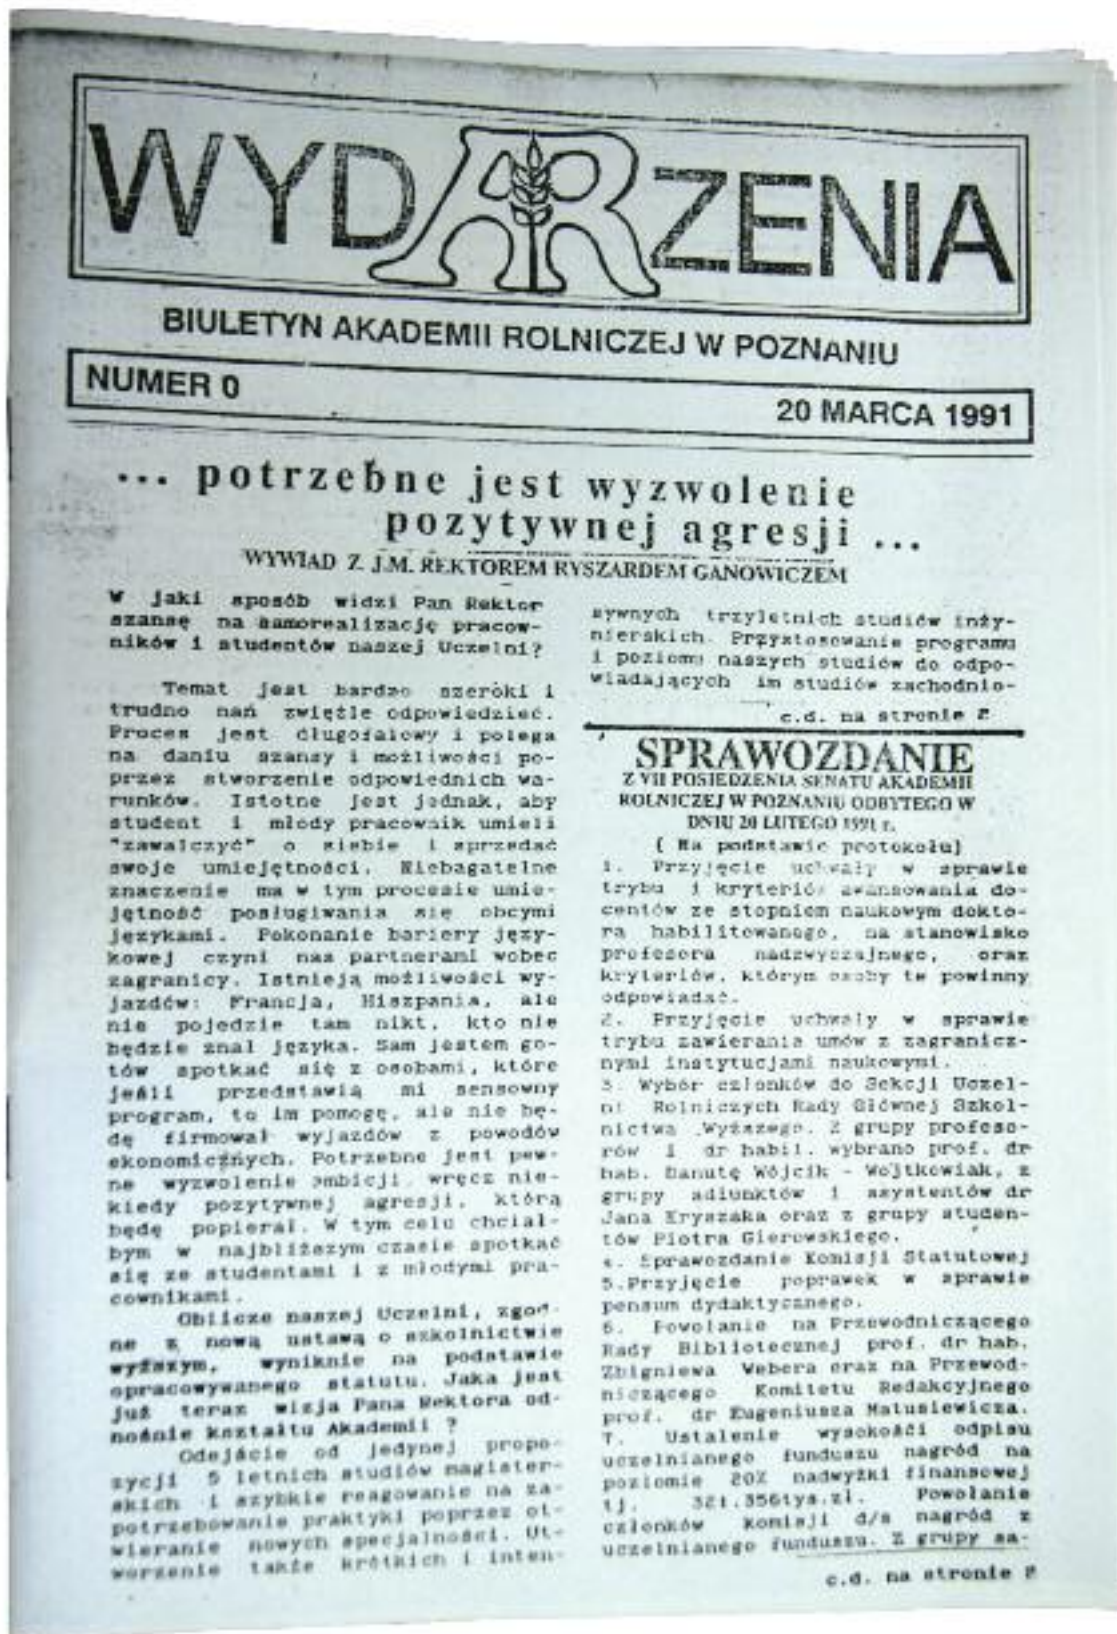 WYDARZENIA
BIULETYN AKADEMII ROLNICZEJ W POZNANIU
NUMER 0
20 MARCA 1991
... potrzebne jest wyzwolenie
pozytywnej agresji ...
WYWIAD Z J.M. REKTOREM RYSZARDEM GANOWICZEM
W jaki sposób widzi Pan Rektor
szansę na samorealizację pracow-
ników i studentów naszej Uczelni?
Temat jest bardzo szeroki i
trudno nań zwięźle odpowiedzieć.
Proces jest długofalowy i polega
na daniu szansy i możliwości po-
przez stworzenie odpowiednich wa-
runków. Istotne jest jednak, aby
student i młody pracownik umieli
"zawalczyć" o siebie i sprzedać
swoje umiejętności. Niebagatelne
znaczenie ma w tym procesie umie-
jętność posługiwania się obcymi
językami. Pokonanie bariery języ-
kowej czyni nas partnerami wobec
zagranicy. Istnieją możliwości wy-
jazdów: Francja, Hiszpania, ale
nie pojedzie tam nikt, kto nie
będzie znał języka. Sam jestem go-
tów spotkać się z osobami, które
jeśli przedstawią mi sensowny
program, to im pomogę, ale nie bę-
dę firmował wyjazdów z powodów
ekonomicznych. Potrzebne jest pew-
ne wyzwolenie ambicji, wręcz nie-
kiedy pozytywnej agresji, którą
będę popierał. W tym celu chciał-
bym w najbliższym czasie spotkać
się ze studentami i z młodymi pra-
cownikami.
Oblicze naszej Uczelni, zgod-
ne z nową ustawą o szkolnictwie
wyższym, wyniknie na podstawie
opracowywanego statutu. Jaka jest
już teraz wizja Pana Rektora od-
nośnie kształtu Akademii ?
Odejście od jedynej propo-
zycji 5 letnich studiów magister-
skich i szybkie reagowanie na za-
potrzebowanie praktyki poprzez ot-
wieranie nowych specjalności. Ut-
worzenie także krótkich i inten-
sywnych trzyletnich studiów inży-
nierskich. Przystosowanie programu
i poziomu naszych studiów do odpo-
wiadających im studiów zachodnio-
c.d. na stronie 2
SPRAWOZDANIE
Z VII POSIEDZENIA SENATU AKADEMII
ROLNICZEJ W POZNANIU ODBYTEGO W
DNIU 20 LUTEGO 1991 r.
( Na podstawie protokołu)
1. Przyjęcie uchwały w sprawie
trybu i kryteriów awansowania do-
centów ze stopniem naukowym dokto-
ra habilitowanego, na stanowisko
profesora nadzwyczajnego, oraz
kryteriów, którym osoby te powinny
odpowiadać.
2. Przyjęcie uchwały w sprawie
trybu zawierania umów z zagranicz-
nymi instytucjami naukowymi.
3. Wybór członków do Sekcji Uczel-
ni Rolniczych Rady Głównej Szkol-
nictwa Wyższego. Z grupy profeso-
rów i dr habil. wybrano prof. dr
hab. Danutę Wójcik - Wojtkowiak, z
grupy adiunktów i asystentów dr
Jana Kryszaka oraz z grupy studen-
tów Piotra Gierowskiego.
4. Sprawozdanie Komisji Statutowej
5.Przyjęcie poprawek w sprawie
pensum dydaktycznego.
6. Powołanie na Przewodniczącego
Rady Bibliotecznej prof. dr hab.
Zbigniewa Webera oraz na Przewod-
niczącego Komitetu Redakcyjnego
prof. dr Eugeniusza Matusiewicza.
7. Ustalenie wysokości odpisu
uczelnianego funduszu nagród na
poziomie 20% nadwyżki finansowej
tj. 321.356tys.zł. Powołanie
członków Komisji d/s nagród z
uczelnianego funduszu. Z grupy sa-
c.d. na stronie 2